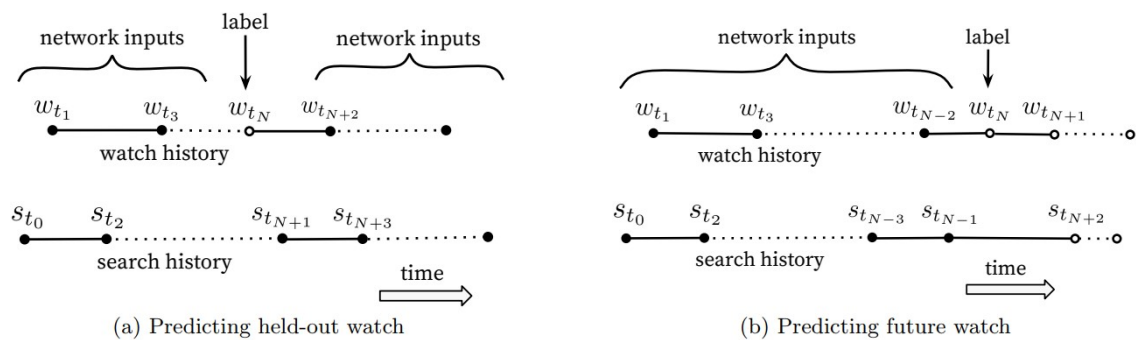 network inputs
label
network inputs
w_{t_1} w_{t_3} w_{t_N} w_{t_{N+2}}
watch history
s_{t_0} s_{t_2} s_{t_{N+1}} s_{t_{N+3}}
search history
time
(a) Predicting held-out watch
network inputs
label
w_{t_1} w_{t_3} w_{t_{N-2}} w_{t_N} w_{t_{N+1}}
watch history
s_{t_0} s_{t_2} s_{t_{N-3}} s_{t_{N-1}} s_{t_{N+2}}
search history
time
(b) Predicting future watch